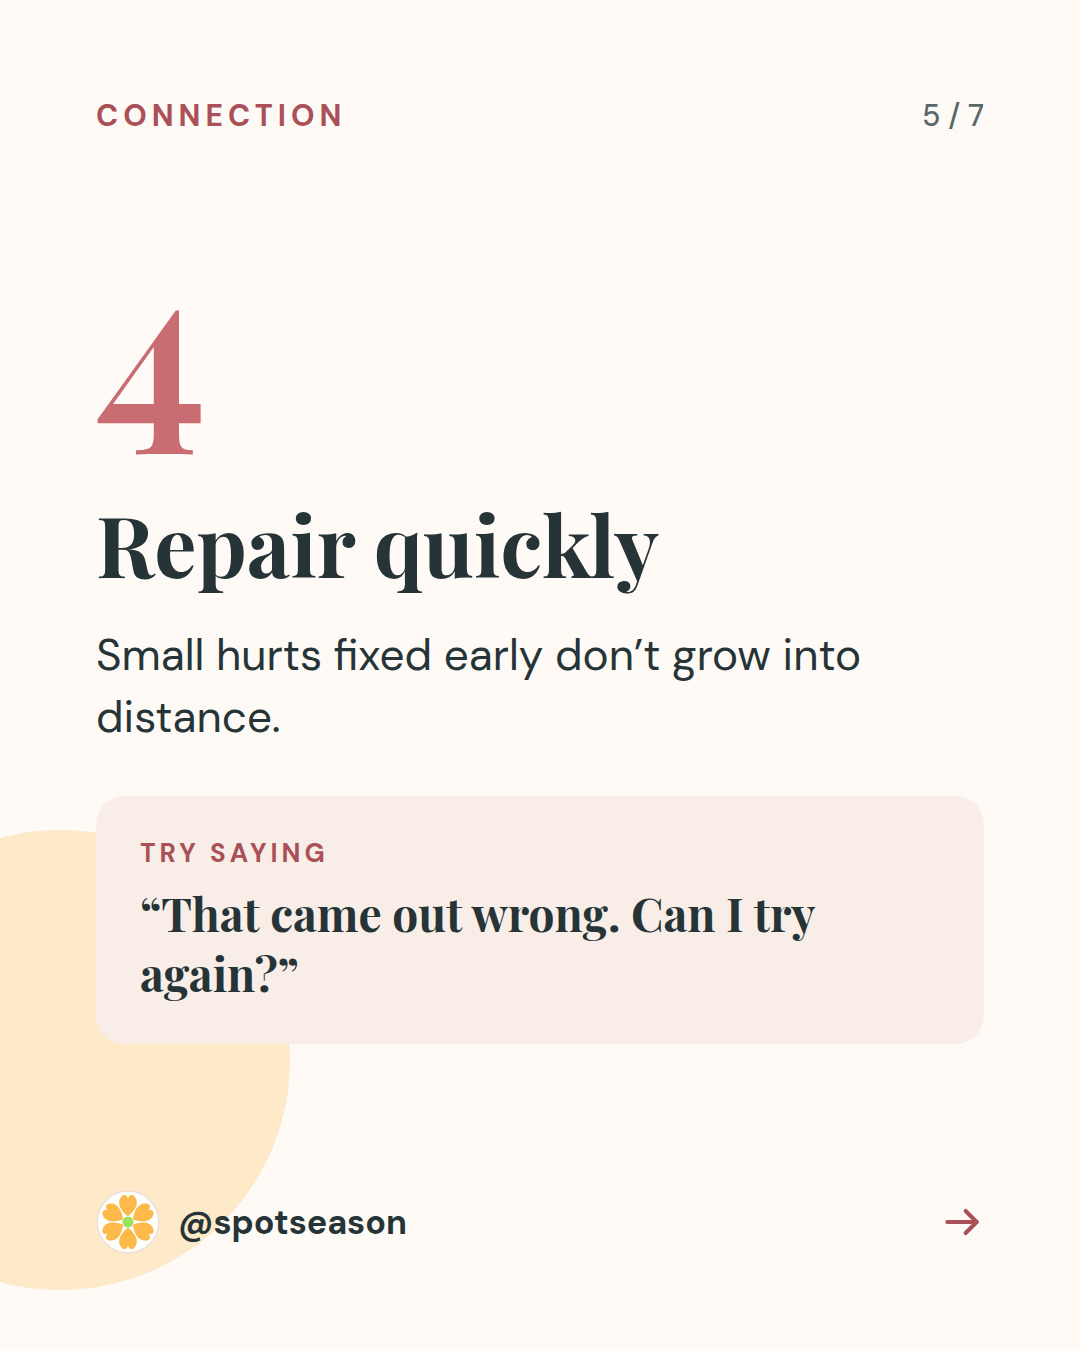 CONNECTION
5 / 7
4
Repair quickly
Small hurts fixed early don’t grow into
distance.
TRY SAYING
“That came out wrong. Can I try
again?”
@spotseason